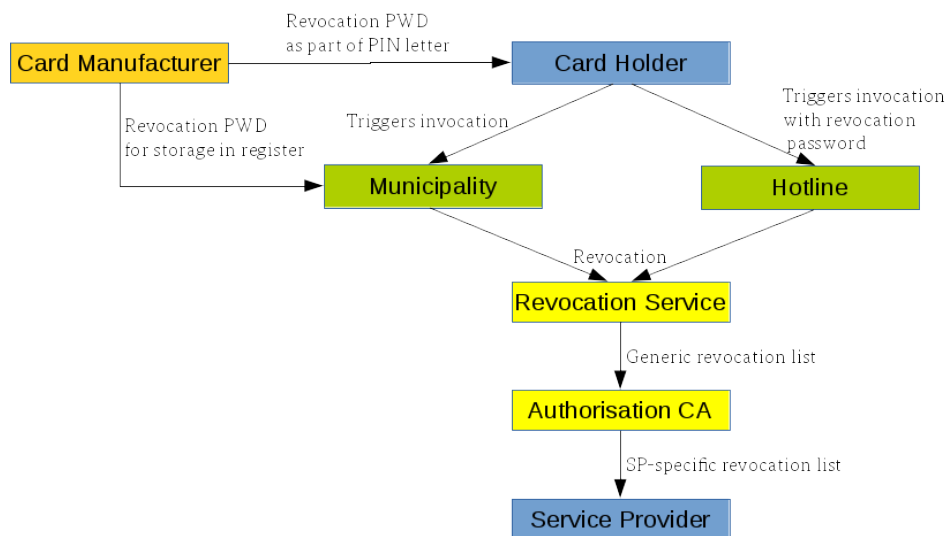 Revocation PWD
as part of PIN letter
Card Manufacturer
Card Holder
Revocation PWD
for storage in register
Triggers invocation
Triggers invocation
with revocation
password
Municipality
Hotline
Revocation
Revocation Service
Generic revocation list
Authorisation CA
SP-specific revocation list
Service Provider